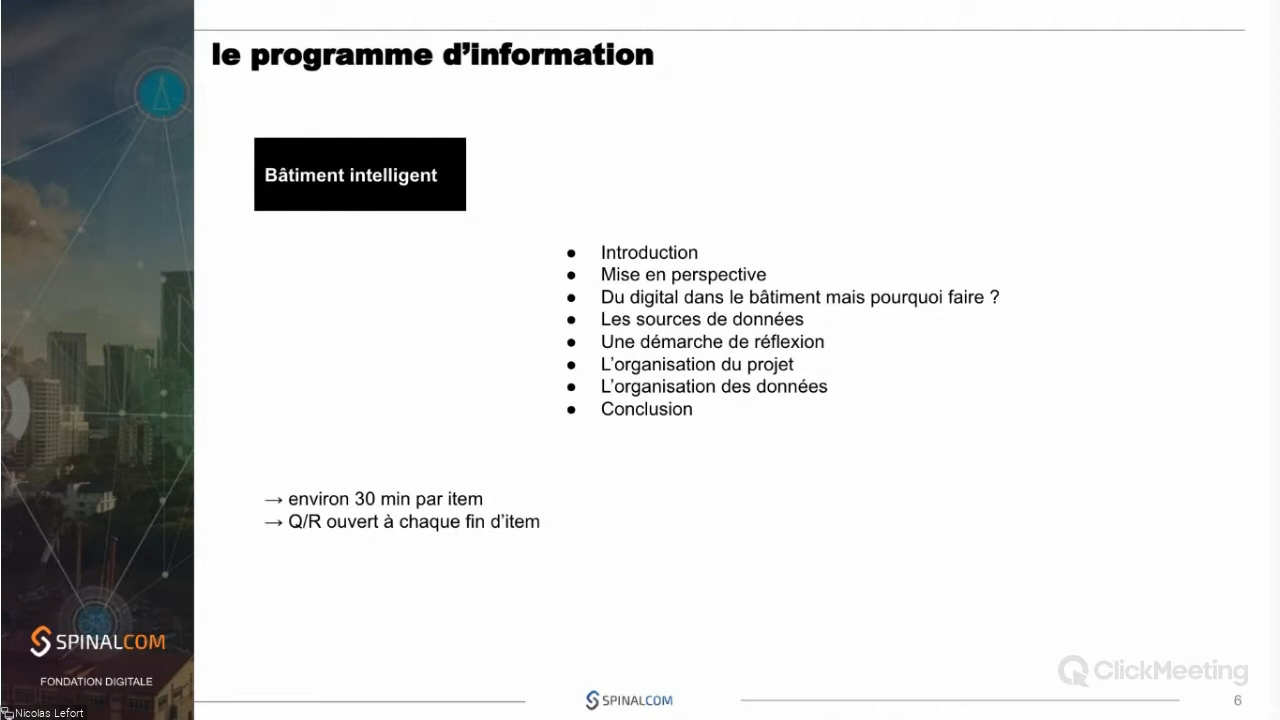 le programme d’information
Bâtiment intelligent
● Introduction
● Mise en perspective
● Du digital dans le bâtiment mais pourquoi faire ?
● Les sources de données
● Une démarche de réflexion
● L’organisation du projet
● L’organisation des données
● Conclusion
→ environ 30 min par item
→ Q/R ouvert à chaque fin d’item
SPINALCOM
FONDATION DIGITALE
Nicolas Lefort
SPINALCOM
ClickMeeting
6